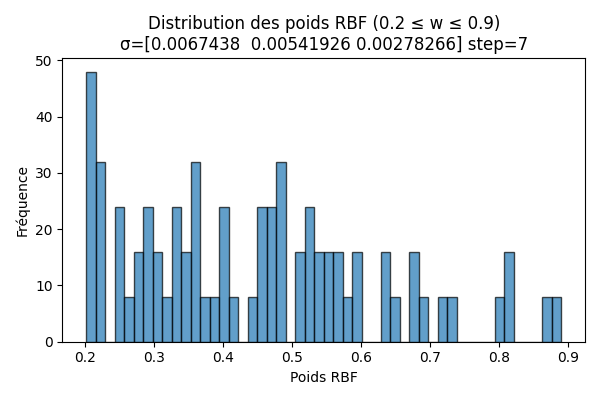 Distribution des poids RBF (0.2 ≤ w ≤ 0.9)
σ=[0.0067438  0.00541926 0.00278266] step=7
Fréquence
50
40
30
20
10
0
0.2 0.3 0.4 0.5 0.6 0.7 0.8 0.9
Poids RBF